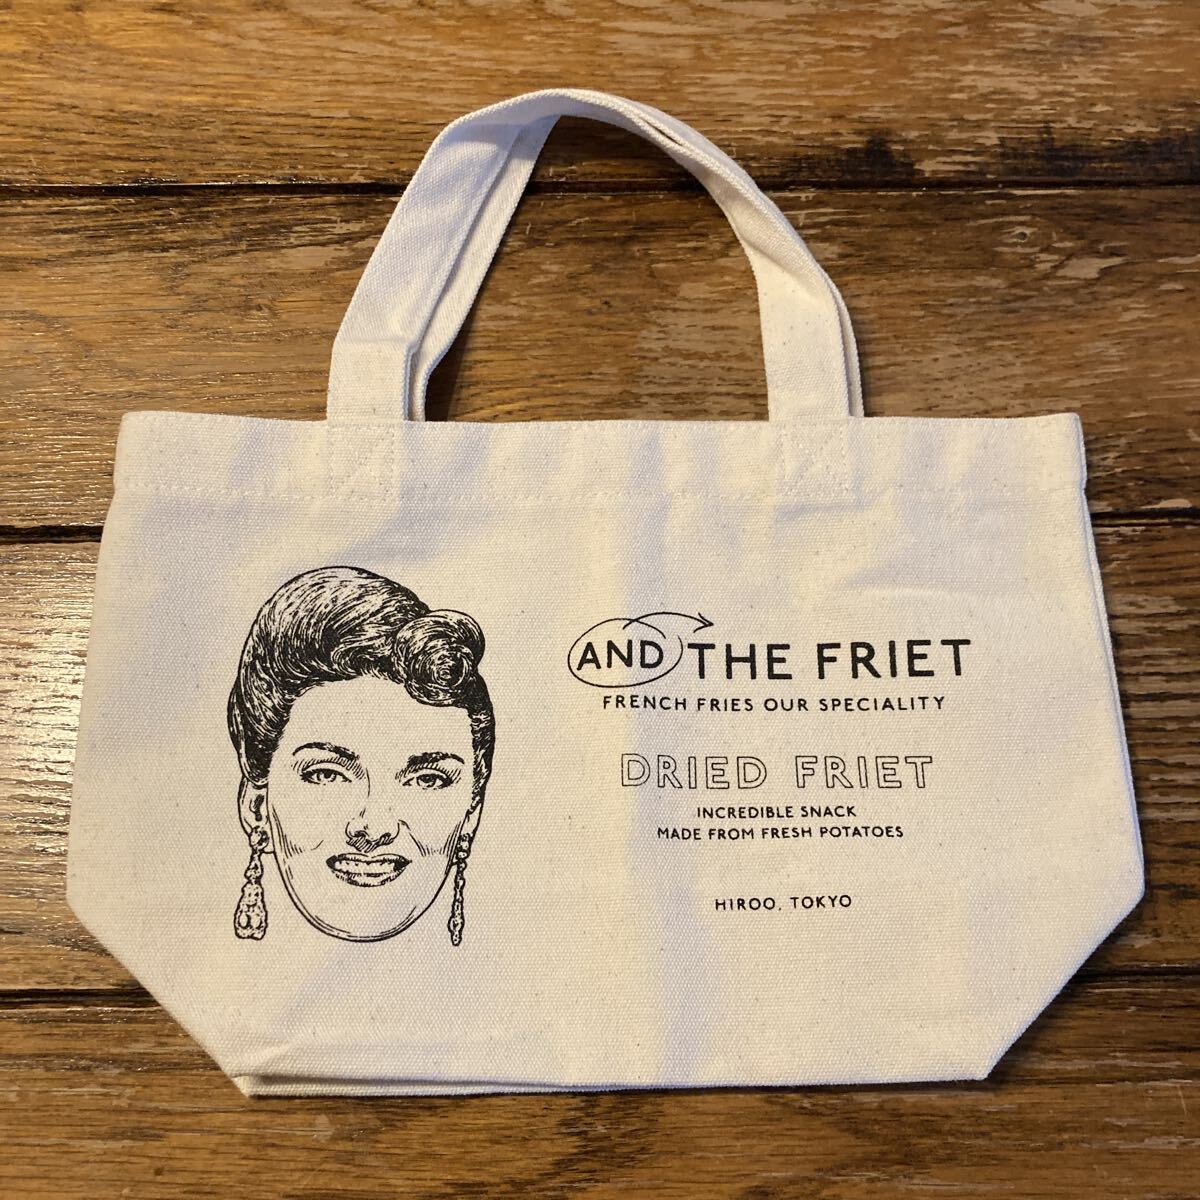 AND THE FRIET
FRENCH FRIES OUR SPECIALITY
DRIED FRIET
INCREDIBLE SNACK
MADE FROM FRESH POTATOES
HIROO, TOKYO